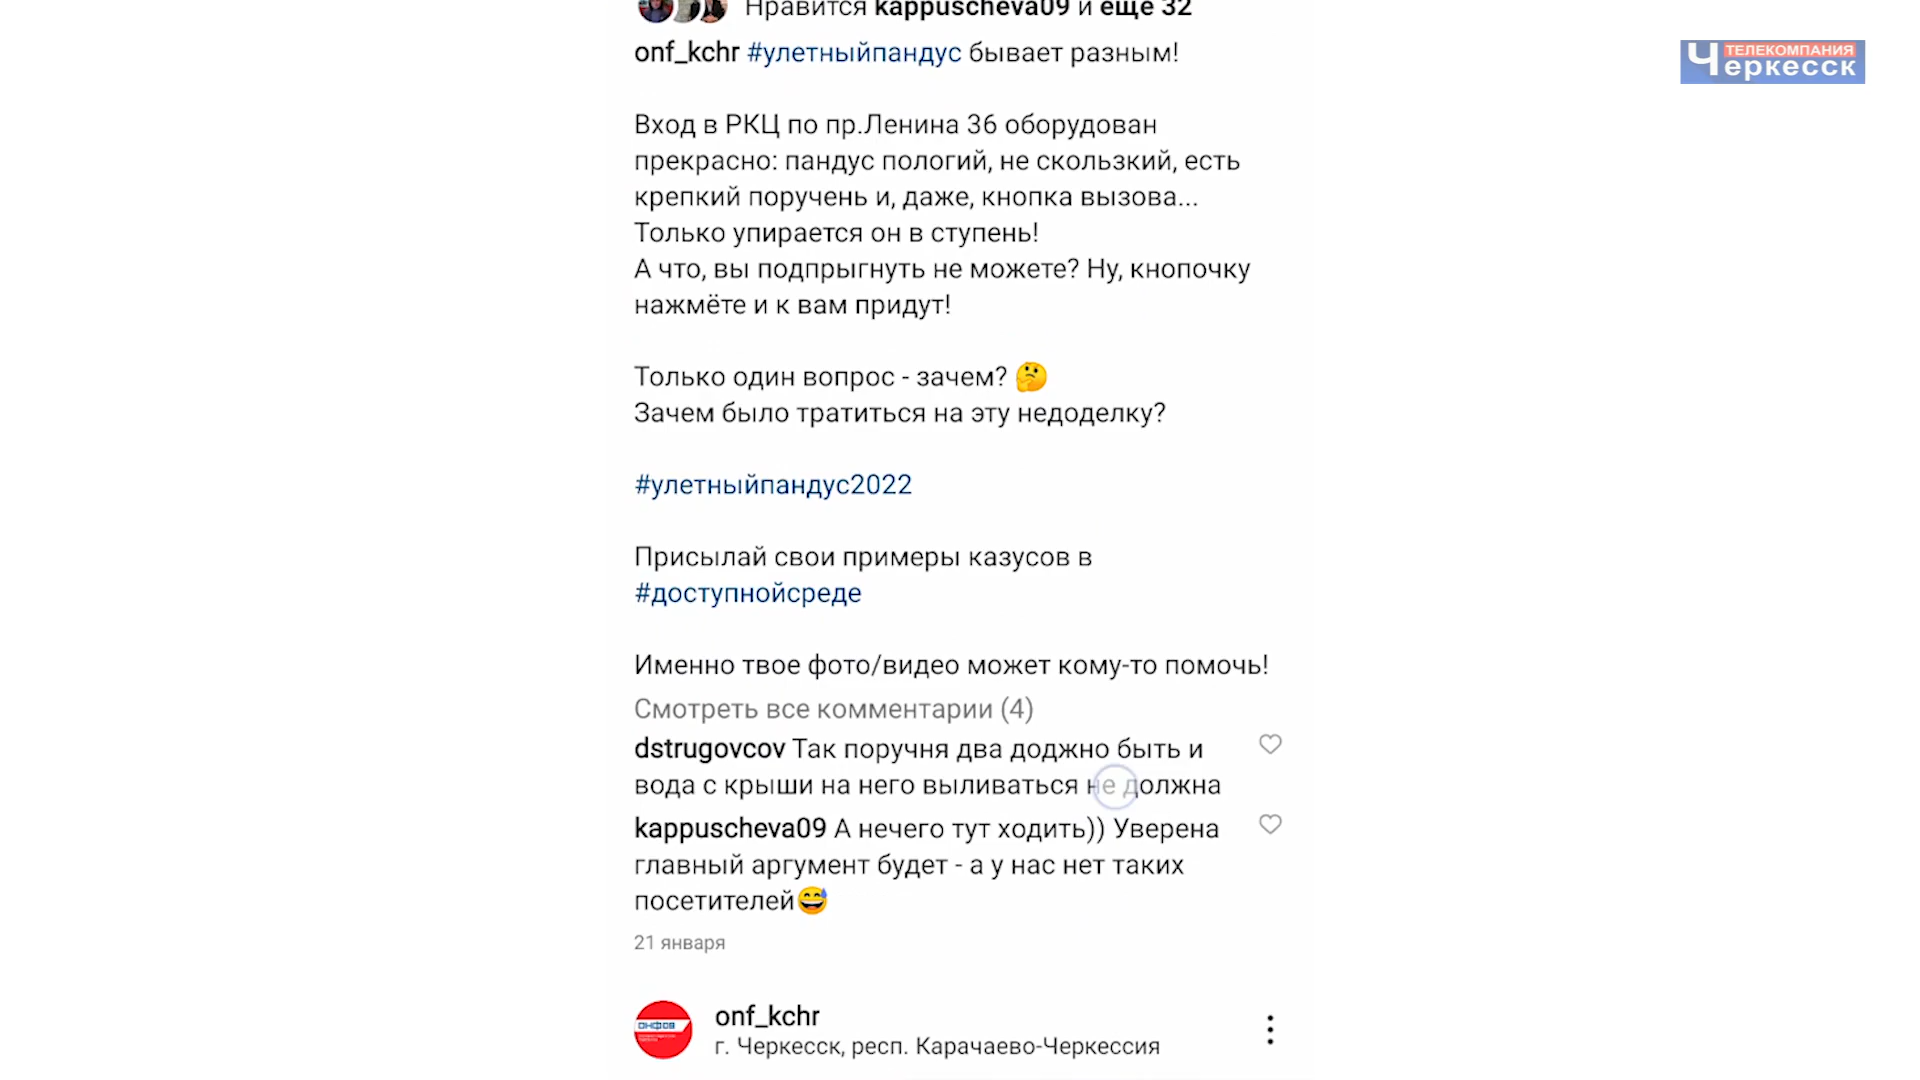 Нравится kappuscheva09 и ещё 32
onf_kchr #улетныйпандус бывает разным!
Вход в РКЦ по пр.Ленина 36 оборудован
прекрасно: пандус пологий, не скользкий, есть
крепкий поручень и, даже, кнопка вызова...
Только упирается он в ступень!
А что, вы подпрыгнуть не можете? Ну, кнопочку
нажмёте и к вам придут!
Только один вопрос - зачем? 🤔
Зачем было тратиться на эту недоделку?
#улетныйпандус2022
Присылай свои примеры казусов в
#доступнойсреде
Именно твое фото/видео может кому-то помочь!
Смотреть все комментарии (4)
dstrugovcov Так поручня два доджно быть и
вода с крыши на него выливаться не должна
kappuscheva09 А нечего тут ходить)) Уверена
главный аргумент будет - а у нас нет таких
посетителей😅
21 января
onf_kchr
г. Черкесск, респ. Карачаево-Черкессия
ТЕЛЕКОМПАНИЯ
Черкесск